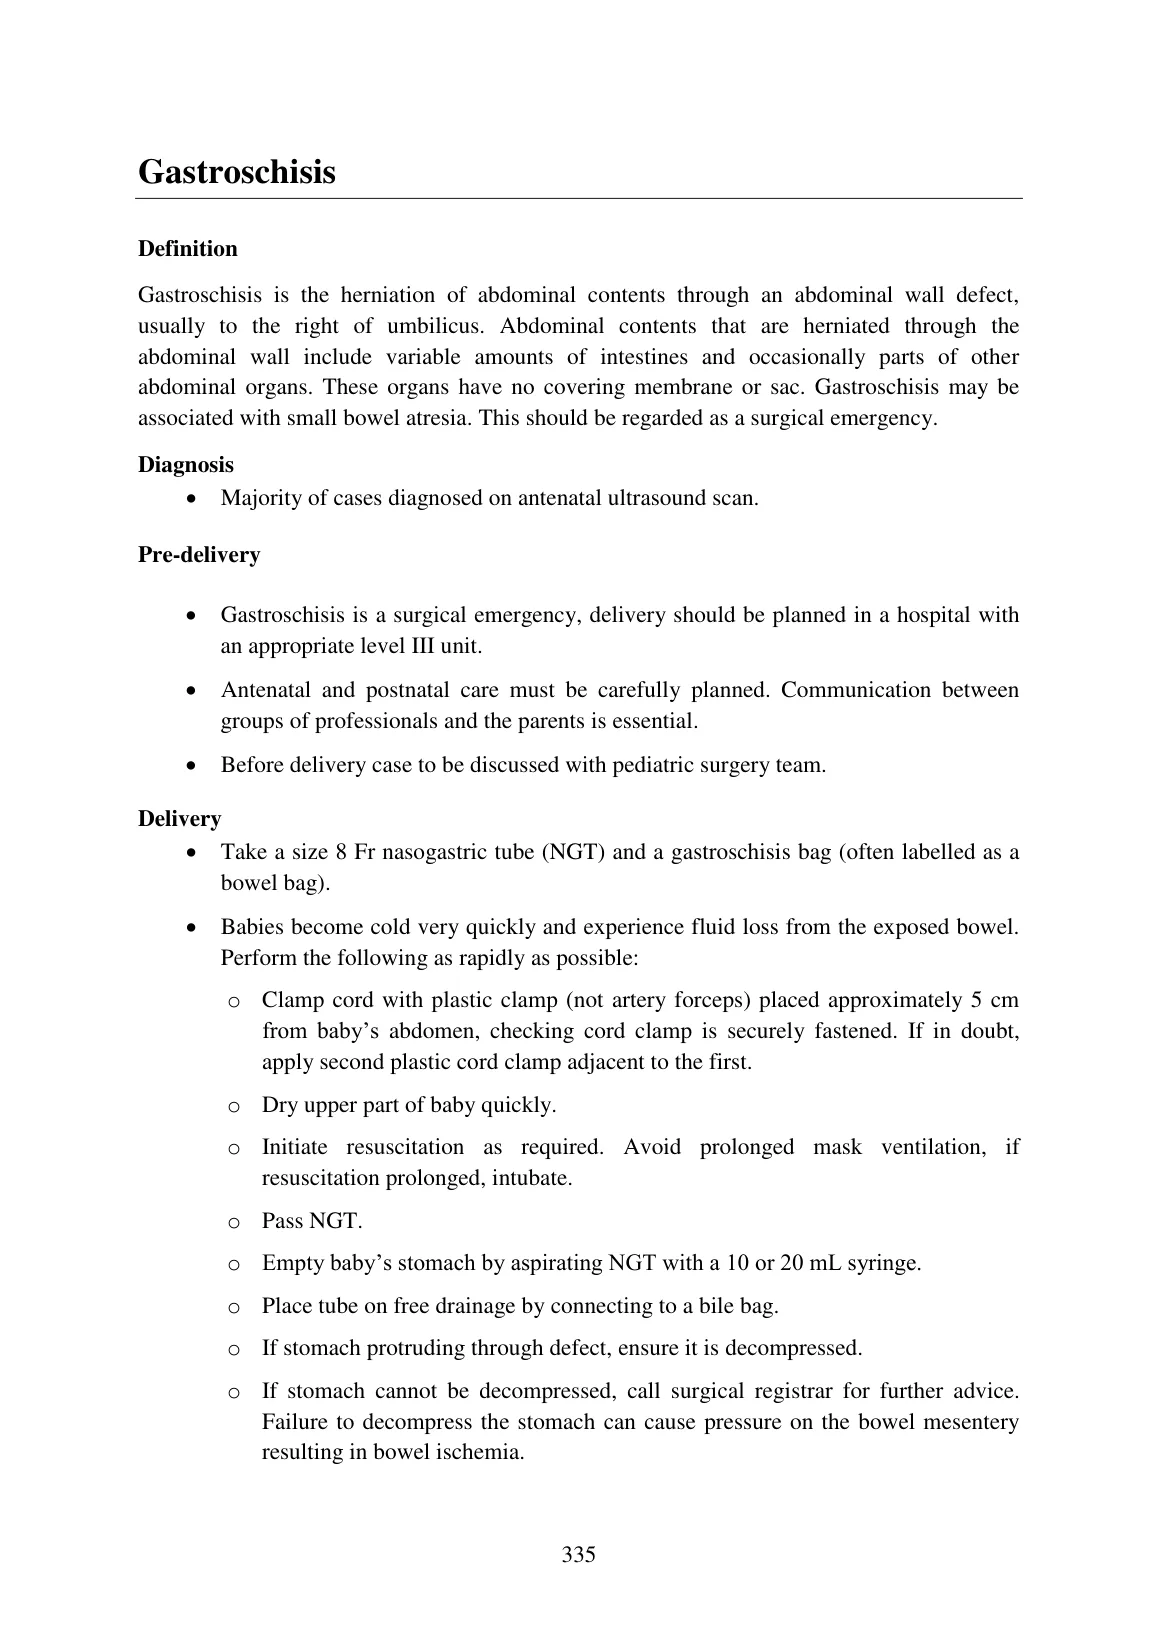 Gastroschisis
Definition
Gastroschisis is the herniation of abdominal contents through an abdominal wall defect,
usually to the right of umbilicus. Abdominal contents that are herniated through the
abdominal wall include variable amounts of intestines and occasionally parts of other
abdominal organs. These organs have no covering membrane or sac. Gastroschisis may be
associated with small bowel atresia. This should be regarded as a surgical emergency.
Diagnosis
• Majority of cases diagnosed on antenatal ultrasound scan.
Pre-delivery
• Gastroschisis is a surgical emergency, delivery should be planned in a hospital with
an appropriate level III unit.
• Antenatal and postnatal care must be carefully planned. Communication between
groups of professionals and the parents is essential.
• Before delivery case to be discussed with pediatric surgery team.
Delivery
• Take a size 8 Fr nasogastric tube (NGT) and a gastroschisis bag (often labelled as a
bowel bag).
• Babies become cold very quickly and experience fluid loss from the exposed bowel.
Perform the following as rapidly as possible:
o Clamp cord with plastic clamp (not artery forceps) placed approximately 5 cm
from baby’s abdomen, checking cord clamp is securely fastened. If in doubt,
apply second plastic cord clamp adjacent to the first.
o Dry upper part of baby quickly.
o Initiate resuscitation as required. Avoid prolonged mask ventilation, if
resuscitation prolonged, intubate.
o Pass NGT.
o Empty baby’s stomach by aspirating NGT with a 10 or 20 mL syringe.
o Place tube on free drainage by connecting to a bile bag.
o If stomach protruding through defect, ensure it is decompressed.
o If stomach cannot be decompressed, call surgical registrar for further advice.
Failure to decompress the stomach can cause pressure on the bowel mesentery
resulting in bowel ischemia.
335